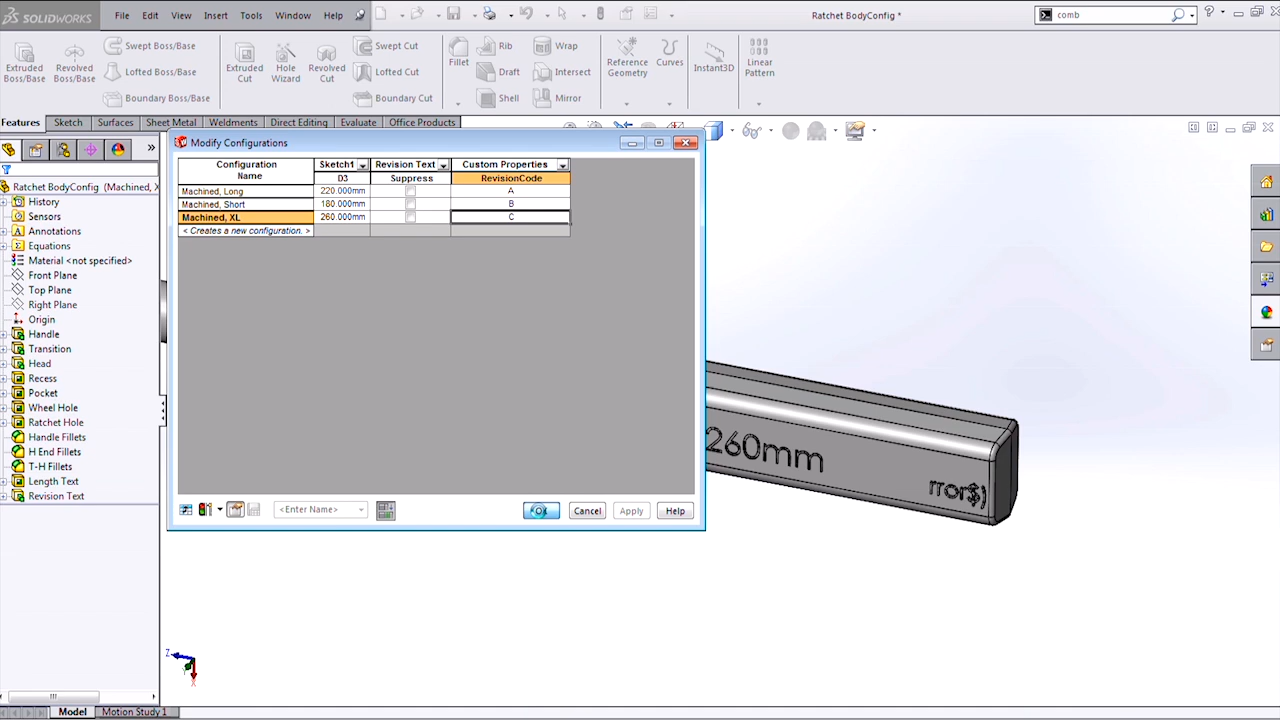 SOLIDWORKS File Edit View Insert Tools Window Help Ratchet BodyConfig * comb
Extruded Boss/Base Revolved Boss/Base Swept Boss/Base Lofted Boss/Base Boundary Boss/Base Extruded Cut Hole Wizard Revolved Cut Swept Cut Lofted Cut Boundary Cut Fillet Rib Draft Shell Wrap Intersect Mirror Reference Geometry Curves Instant3D Linear Pattern
Features Sketch Surfaces Sheet Metal Weldments Direct Editing Evaluate Office Products
Ratchet BodyConfig (Machined, X
History
Sensors
Annotations
Equations
Material <not specified>
Front Plane
Top Plane
Right Plane
Origin
Handle
Transition
Head
Recess
Pocket
Wheel Hole
Ratchet Hole
Handle Fillets
H End Fillets
T-H Fillets
Length Text
Revision Text
Modify Configurations
Configuration Name Sketch1 Revision Text Custom Properties
D3 Suppress RevisionCode
Machined, Long 220.000mm A
Machined, Short 180.000mm B
Machined, XL 260.000mm C
< Creates a new configuration. >
<Enter Name> OK Cancel Apply Help
260mm
rror$)
Z
Y
X
Model Motion Study 1